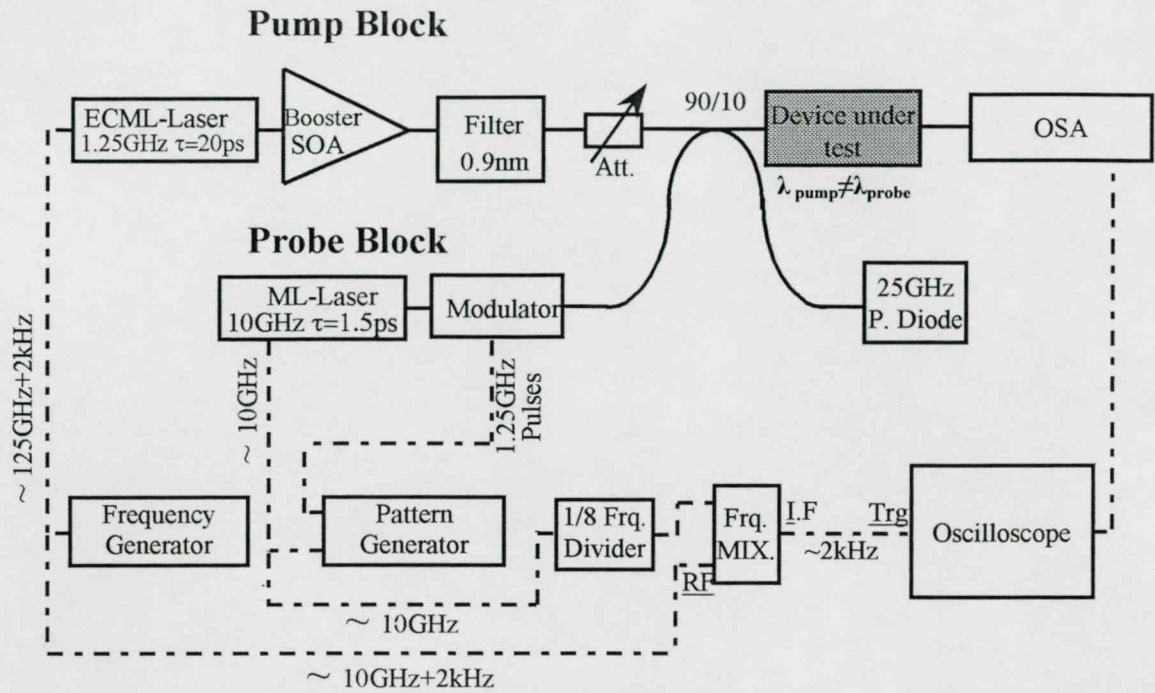 Pump Block
ECML-Laser
1.25GHz τ=20ps
Booster
SOA
Filter
0.9nm
Att.
90/10
Device under
test
λ pump≠λprobe
OSA
Probe Block
ML-Laser
10GHz τ=1.5ps
Modulator
25GHz
P. Diode
~ 125GHz+2kHz
~ 10GHz
1.25GHz
Pulses
Frequency
Generator
Pattern
Generator
1/8 Frq.
Divider
Frq.
MIX.
I.F
RF
~2kHz
Trg
Oscilloscope
~ 10GHz
~ 10GHz+2kHz